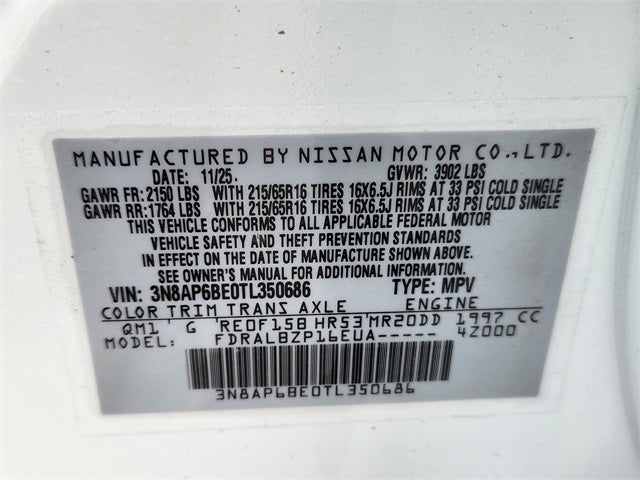 MANUFACTURED BY NISSAN MOTOR CO., LTD.
DATE: 11/25. GVWR: 3902 LBS
GAWR FR: 2150 LBS WITH 215/65R16 TIRES 16X6.5J RIMS AT 33 PSI COLD SINGLE
GAWR RR: 1764 LBS WITH 215/65R16 TIRES 16X6.5J RIMS AT 33 PSI COLD SINGLE
THIS VEHICLE CONFORMS TO ALL APPLICABLE FEDERAL MOTOR
VEHICLE SAFETY AND THEFT PREVENTION STANDARDS
IN EFFECT ON THE DATE OF MANUFACTURE SHOWN ABOVE.
SEE OWNER'S MANUAL FOR ADDITIONAL INFORMATION.
VIN: 3N8AP6BE0TL350686 TYPE: MPV
COLOR TRIM TRANS AXLE ENGINE
QM1 G RE0F15B HR53 MR20DD 1997 CC
MODEL: FDRALBZP16EUA----- 4Z000
3N8AP6BE0TL350686